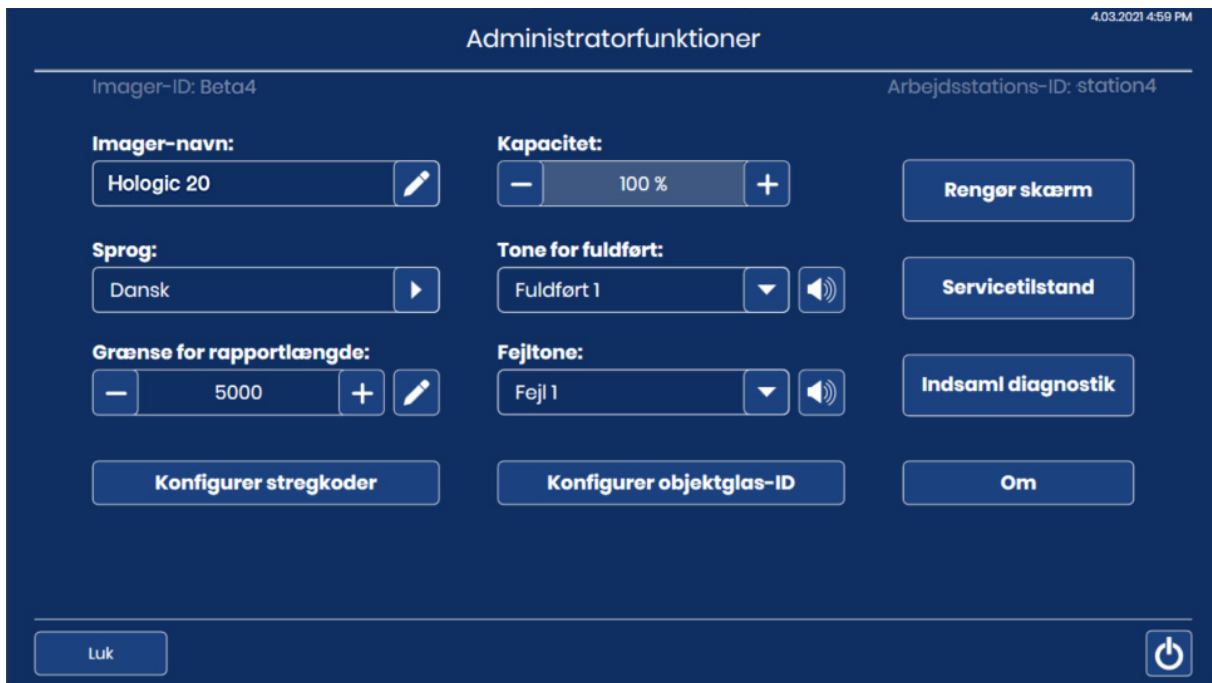 4.03.2021 4:59 PM
Administratorfunktioner
Imager-ID: Beta4
Arbejdsstations-ID: station4
Imager-navn:
Hologic 20
Kapacitet:
100 %
Rengør skærm
Sprog:
Dansk
Tone for fuldført:
Fuldført 1
Servicetilstand
Grænse for rapportlængde:
5000
Fejltone:
Fejl 1
Indsaml diagnostik
Konfigurer stregkoder
Konfigurer objektglas-ID
Om
Luk